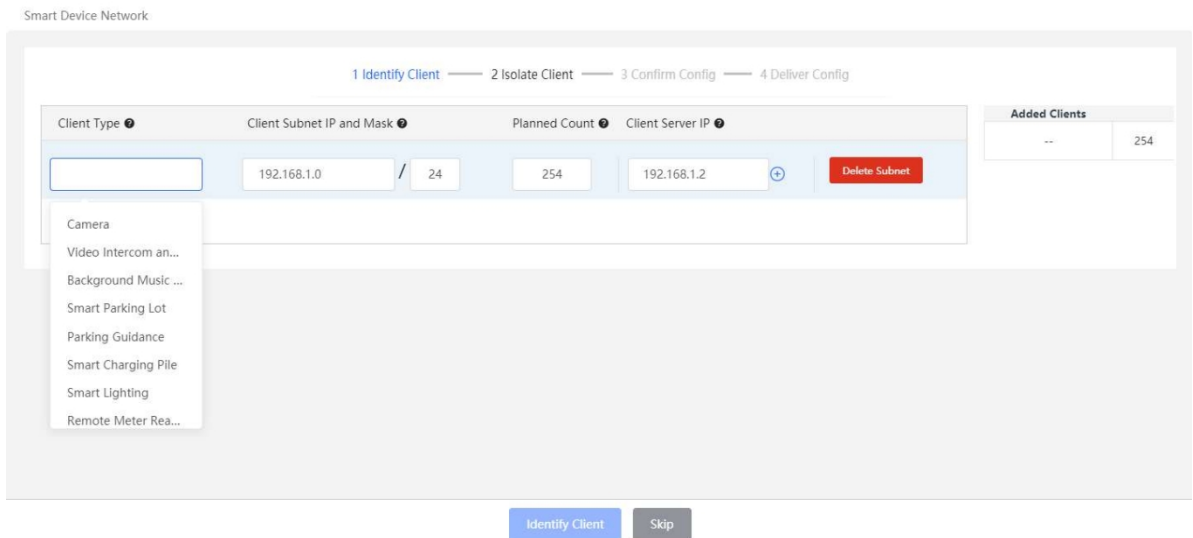 Smart Device Network
1 Identify Client 2 Isolate Client 3 Confirm Config 4 Deliver Config
Client Type Client Subnet IP and Mask Planned Count Client Server IP
192.168.1.0 / 24 254 192.168.1.2 Delete Subnet
Camera
Video Intercom an...
Background Music ...
Smart Parking Lot
Parking Guidance
Smart Charging Pile
Smart Lighting
Remote Meter Rea...
Added Clients
-- 254
Identify Client Skip